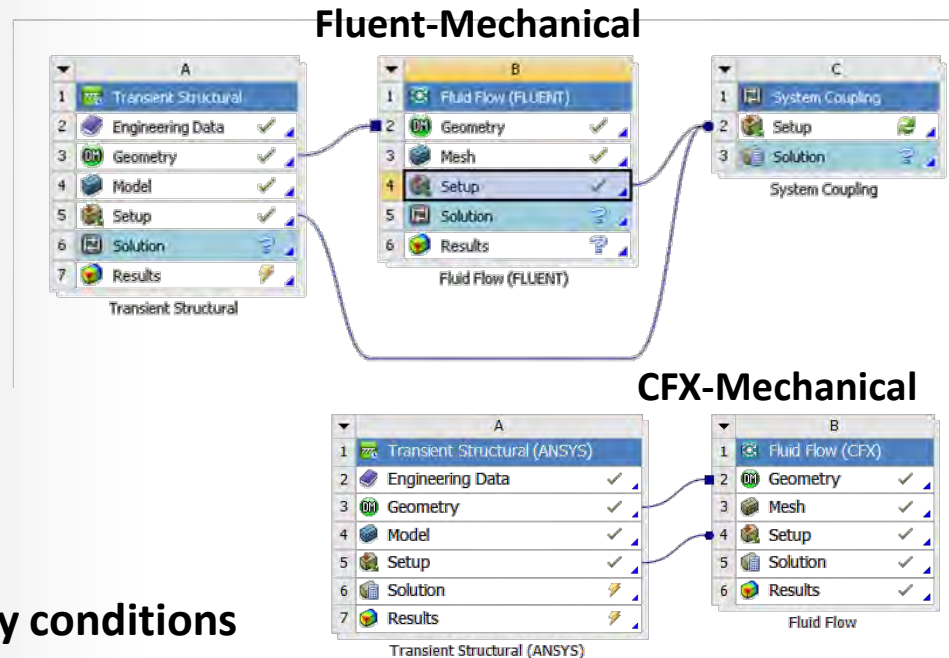 Fluent-Mechanical
A
1 Transient Structural
2 Engineering Data
3 Geometry
4 Model
5 Setup
6 Solution
7 Results
Transient Structural
B
1 Fluid Flow (FLUENT)
2 Geometry
3 Mesh
4 Setup
5 Solution
6 Results
Fluid Flow (FLUENT)
C
1 System Coupling
2 Setup
3 Solution
System Coupling
CFX-Mechanical
A
1 Transient Structural (ANSYS)
2 Engineering Data
3 Geometry
4 Model
5 Setup
6 Solution
7 Results
Transient Structural (ANSYS)
B
1 Fluid Flow (CFX)
2 Geometry
3 Mesh
4 Setup
5 Solution
6 Results
Fluid Flow
y conditions